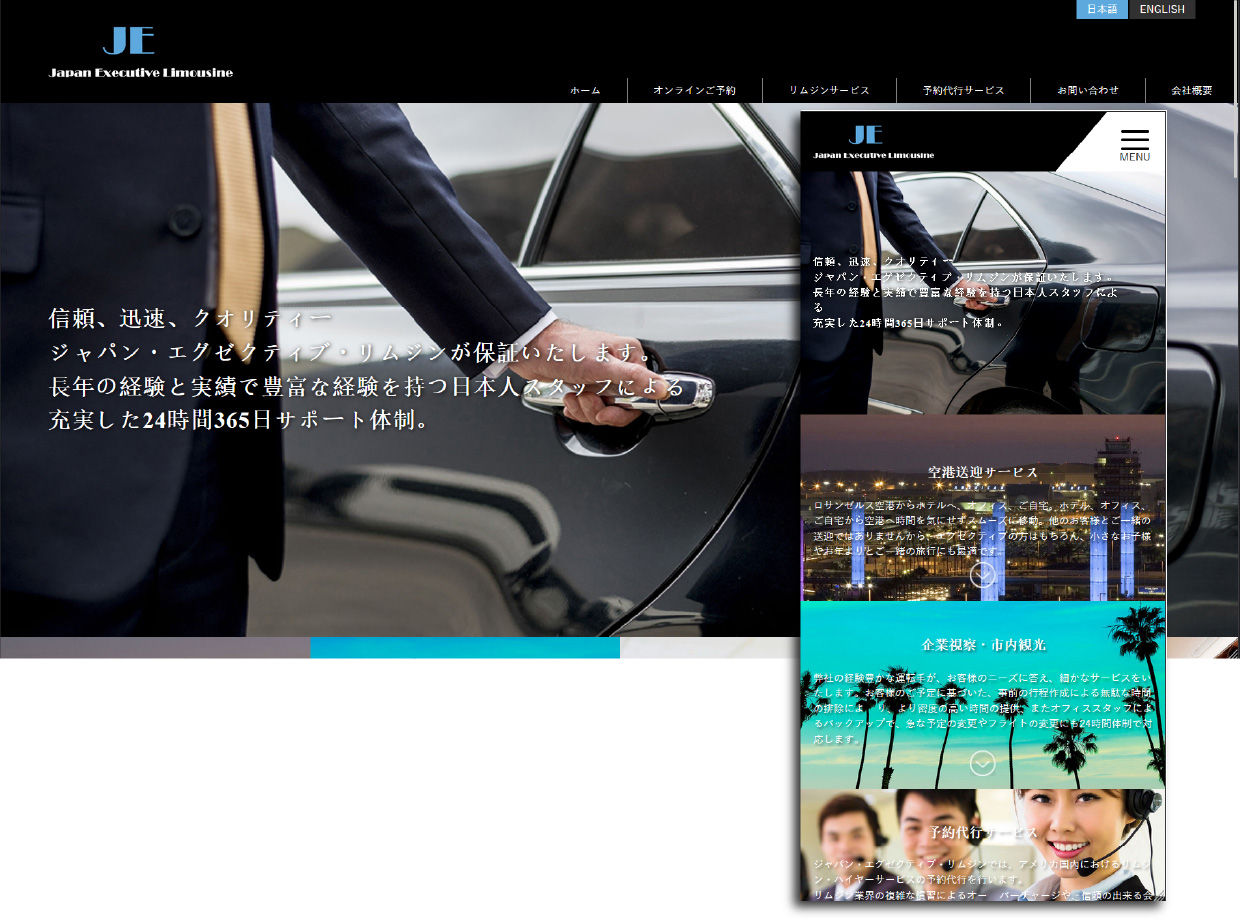 日本語 ENGLISH
JE
Japan Executive Limousine
ホーム オンラインご予約 リムジンサービス 予約代行サービス お問い合わせ 会社概要
信頼、迅速、クオリティー
ジャパン・エグゼクティブ・リムジンが保証いたします。
長年の経験と実績で豊富な経験を持つ日本人スタッフによる
充実した24時間365日サポート体制。
JE
Japan Executive Limousine
MENU
信頼、迅速、クオリティー
ジャパン・エグゼクティブ・リムジンが保証いたします。
長年の経験と実績で豊富な経験を持つ日本人スタッフによ
る
充実した24時間365日サポート体制。
空港送迎サービス
ロサンゼルス空港からホテルへ、オフィス、ご自宅。ホテル、オフィス、
ご自宅から空港へ時間を気にせずスムーズに移動。他のお客様とご一緒の
送迎ではありませんから、エグゼクティブの方はもちろん、小さなお子様
やお年よりとご一緒の旅行にも最適です。
企業視察・市内観光
弊社の経験豊かな運転手が、お客様のニーズに答え、細かなサービスをい
たします。お客様のご予定に基づいた、事前の行程作成による無駄な時間
の排除によ り、より密度の高い時間の提供、またオフィススタッフによ
るバックアップで、急な予定の変更やフライトの変更にも24時間体制で対
応します。
予約代行サービス
ジャパン・エグゼクティブ・リムジンでは、アメリカ国内におけるリムジ
ン・ハイヤーサービスの予約代行を行います。
リムジン業界の複雑な慣習によるオー バーチャージや、信頼の出来る会